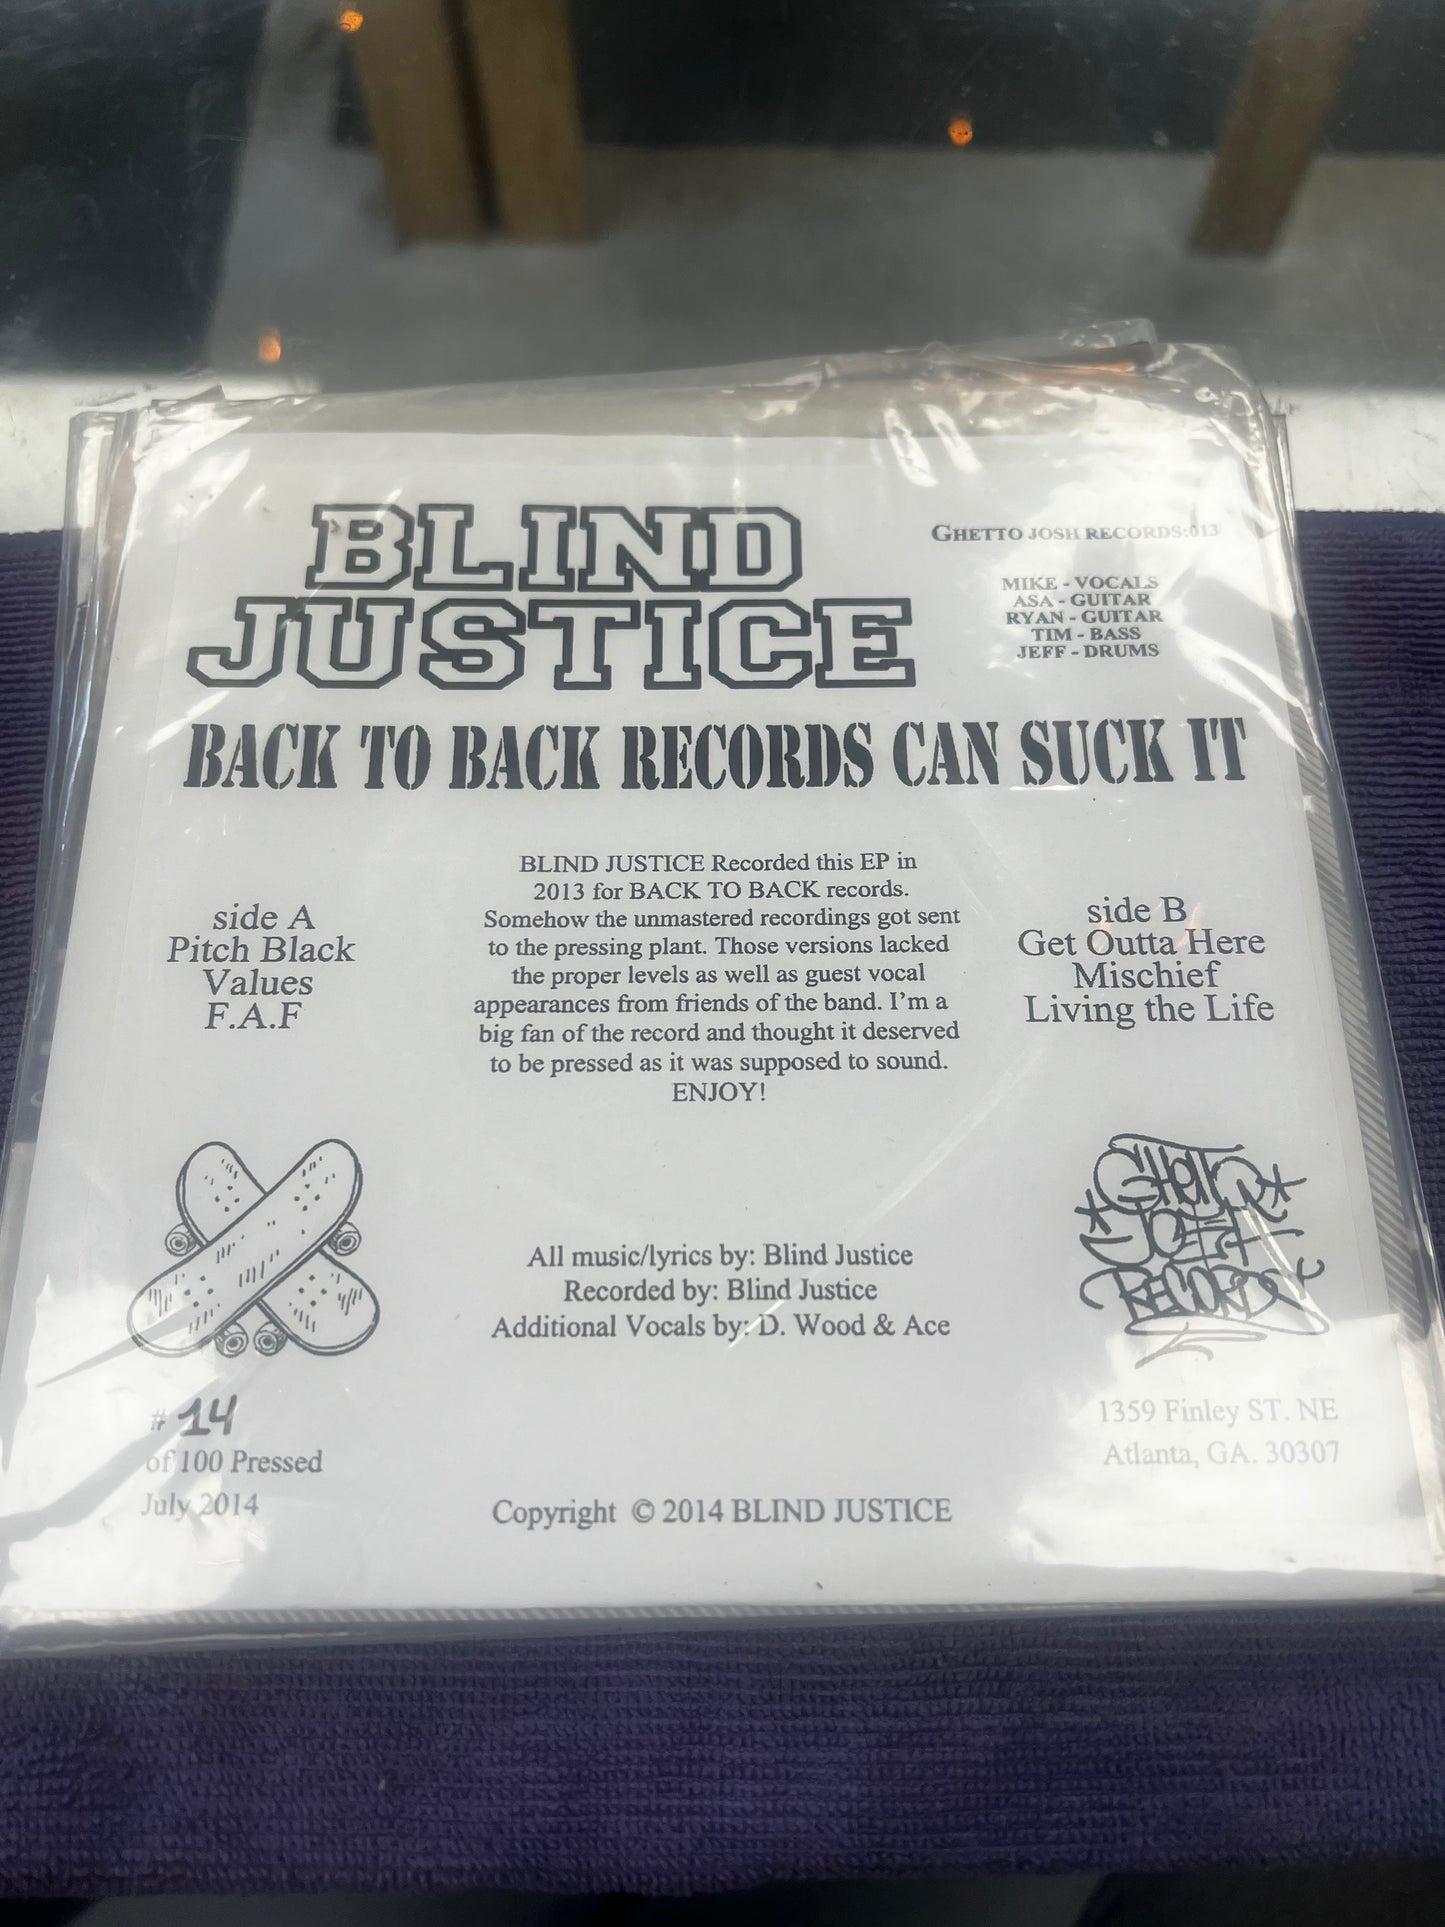 BLIND
JUSTICE
GHETTO JOSH RECORDS:013
MIKE - VOCALS
ASA - GUITAR
RYAN - GUITAR
TIM - BASS
JEFF - DRUMS
BACK TO BACK RECORDS CAN SUCK IT
side A
Pitch Black
Values
F.A.F
BLIND JUSTICE Recorded this EP in
2013 for BACK TO BACK records.
Somehow the unmastered recordings got sent
to the pressing plant. Those versions lacked
the proper levels as well as guest vocal
appearances from friends of the band. I'm a
big fan of the record and thought it deserved
to be pressed as it was supposed to sound.
ENJOY!
side B
Get Outta Here
Mischief
Living the Life
All music/lyrics by: Blind Justice
Recorded by: Blind Justice
Additional Vocals by: D. Wood & Ace
GHETTO
JOSH
RECORDS
# 14
of 100 Pressed
July 2014
1359 Finley ST. NE
Atlanta, GA. 30307
Copyright © 2014 BLIND JUSTICE